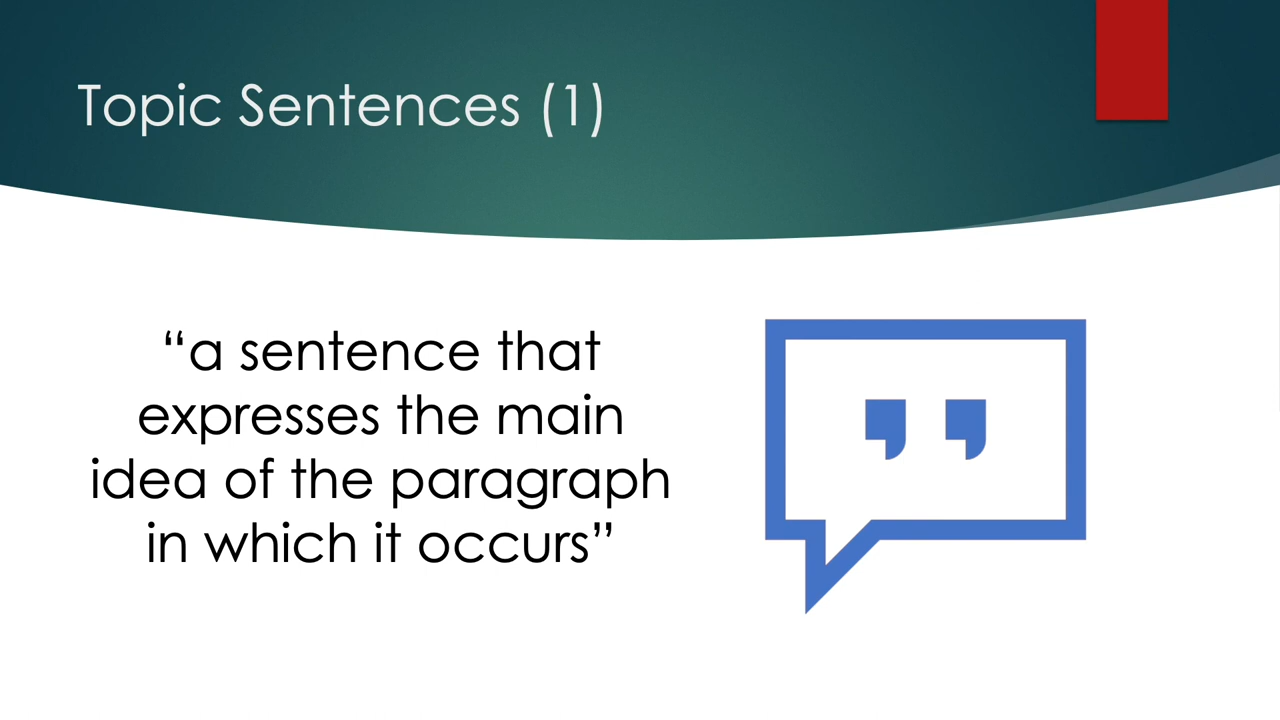 Topic Sentences (1)
“a sentence that
expresses the main
idea of the paragraph
in which it occurs”